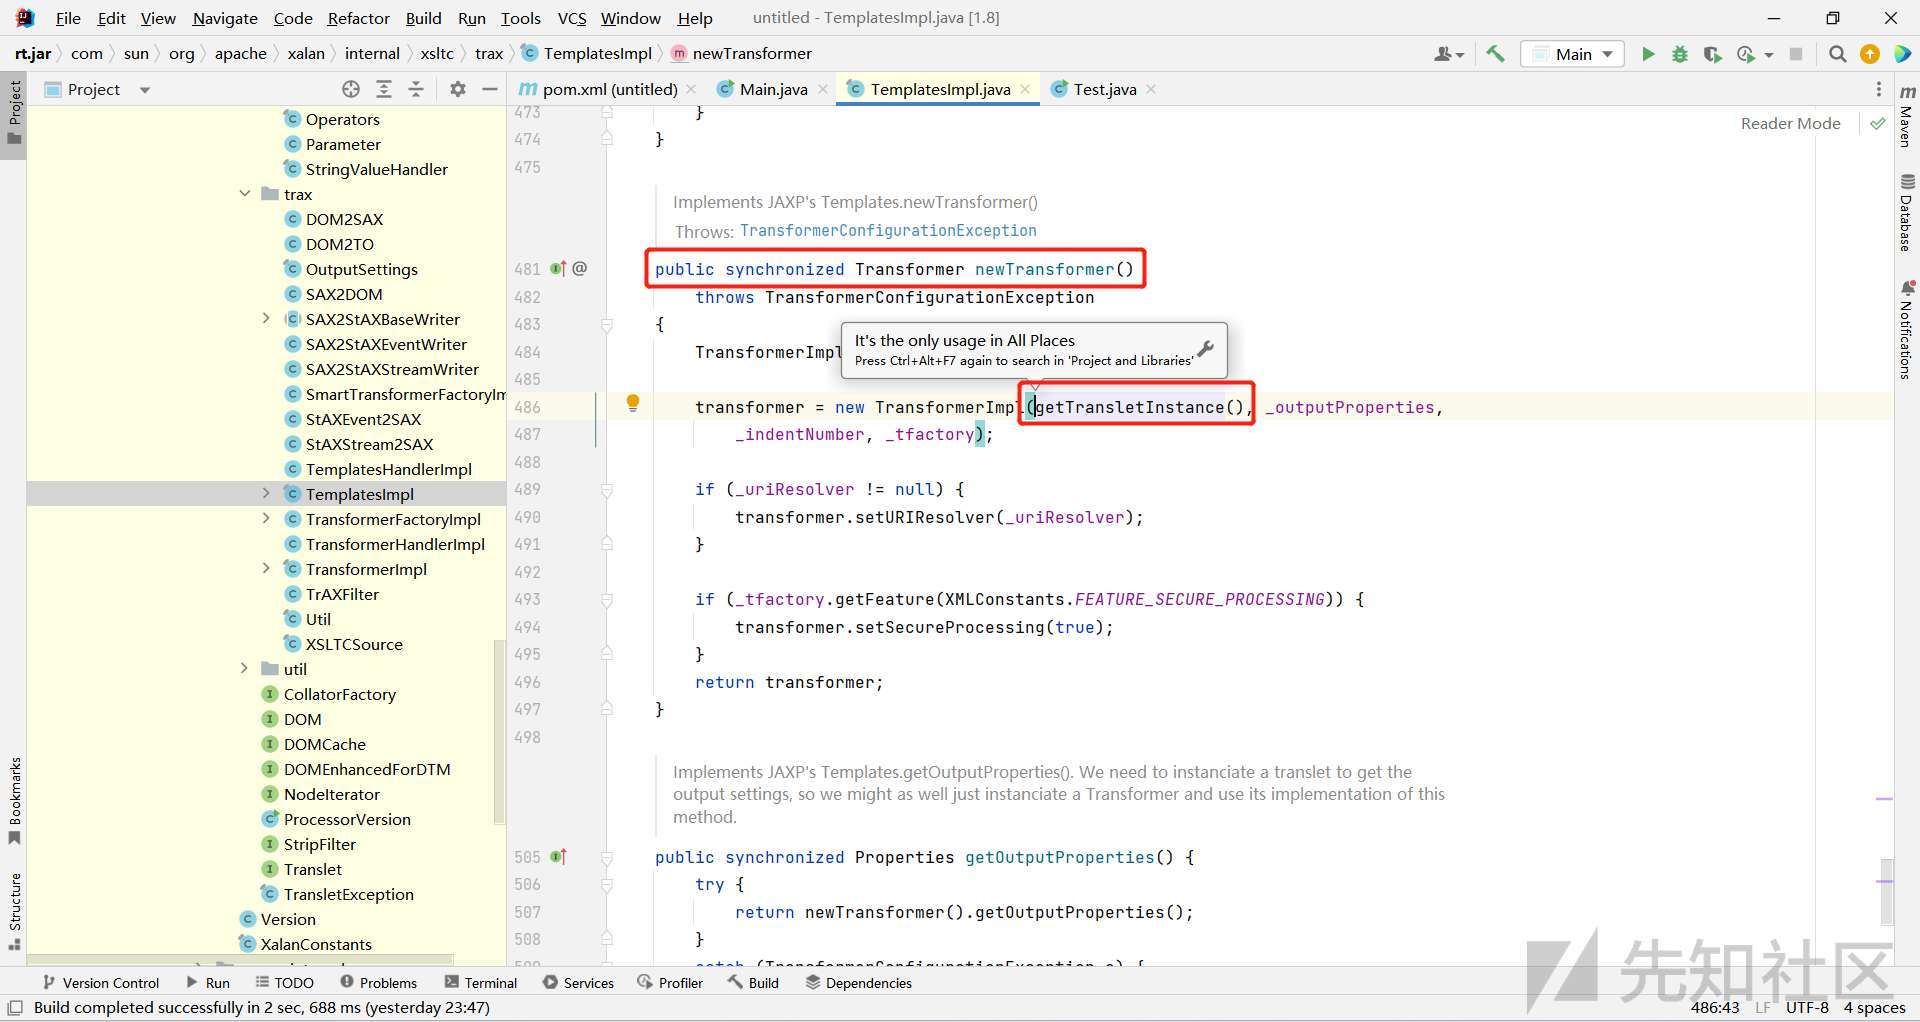 File Edit View Navigate Code Refactor Build Run Tools VCS Window Help untitled - TemplatesImpl.java [1.8]
rt.jar com sun org apache xalan internal xsltc trax TemplatesImpl newTransformer Main
Project
pom.xml (untitled) Main.java TemplatesImpl.java Test.java
Reader Mode
Project
Bookmarks
Structure
Maven
Database
Notifications
Operators
Parameter
StringValueHandler
trax
DOM2SAX
DOM2TO
OutputSettings
SAX2DOM
SAX2StAXBaseWriter
SAX2StAXEventWriter
SAX2StAXStreamWriter
SmartTransformerFactoryIm
StAXEvent2SAX
StAXStream2SAX
TemplatesHandlerImpl
TemplatesImpl
TransformerFactoryImpl
TransformerHandlerImpl
TransformerImpl
TrAXFilter
Util
XSLTCSource
util
CollatorFactory
DOM
DOMCache
DOMEnhancedForDTM
NodeIterator
ProcessorVersion
StripFilter
Translet
TransletException
Version
XalanConstants
473 }
474 }
475
Implements JAXP's Templates.newTransformer()
Throws: TransformerConfigurationException
481 @ public synchronized Transformer newTransformer()
482 throws TransformerConfigurationException
483 {
484 TransformerImpl
It's the only usage in All Places
Press Ctrl+Alt+F7 again to search in 'Project and Libraries'
485
486 transformer = new TransformerImpl(getTransletInstance(), _outputProperties,
487 _indentNumber, _tfactory);
488
489 if (_uriResolver != null) {
490 transformer.setURIResolver(_uriResolver);
491 }
492
493 if (_tfactory.getFeature(XMLConstants.FEATURE_SECURE_PROCESSING)) {
494 transformer.setSecureProcessing(true);
495 }
496 return transformer;
497 }
498
Implements JAXP's Templates.getOutputProperties(). We need to instanciate a translet to get the
output settings, so we might as well just instanciate a Transformer and use its implementation of this
method.
505 public synchronized Properties getOutputProperties() {
506 try {
507 return newTransformer().getOutputProperties();
508 }
Version Control Run TODO Problems Terminal Services Profiler Build Dependencies
Build completed successfully in 2 sec, 688 ms (yesterday 23:47) 486:43 LF UTF-8 4 spaces
先知社区